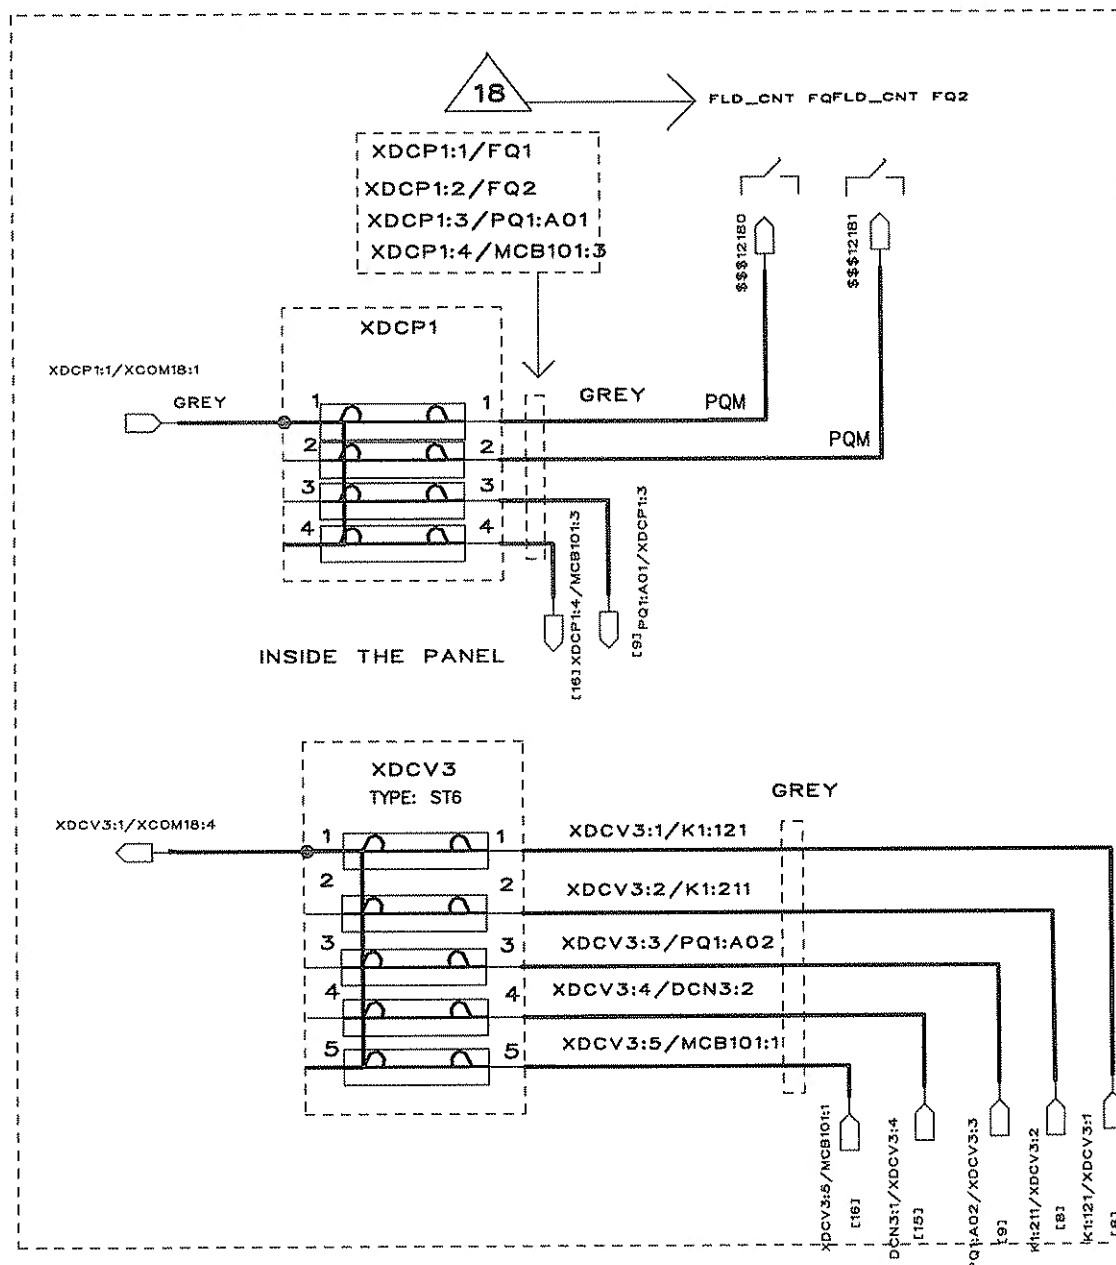 18
FLD_CNT FQFLD_CNT FQ2
XDCP1:1/FQ1
XDCP1:2/FQ2
XDCP1:3/PQ1:A01
XDCP1:4/MCB101:3
$$$12180
$$$12181
XDCP1
XDCP1:1/XCOM18:1
GREY
1 1
GREY
PQM
2 2
PQM
3 3
4 4
[16] XDCP1:4/MCB101:3
[9] PQ1:A01/XDCP1:3
INSIDE THE PANEL
XDCV3
TYPE: ST6
GREY
XDCV3:1/XCOM18:4
1 1
XDCV3:1/K1:121
2 2
XDCV3:2/K1:211
3 3
XDCV3:3/PQ1:A02
4 4
XDCV3:4/DCN3:2
5 5
XDCV3:5/MCB101:1
XDCV3:5/MCB101:1
[16]
DCN3:1/XDCV3:4
[15]
PQ1:A02/XDCV3:3
[9]
K1:211/XDCV3:2
[8]
K1:121/XDCV3:1
[8]